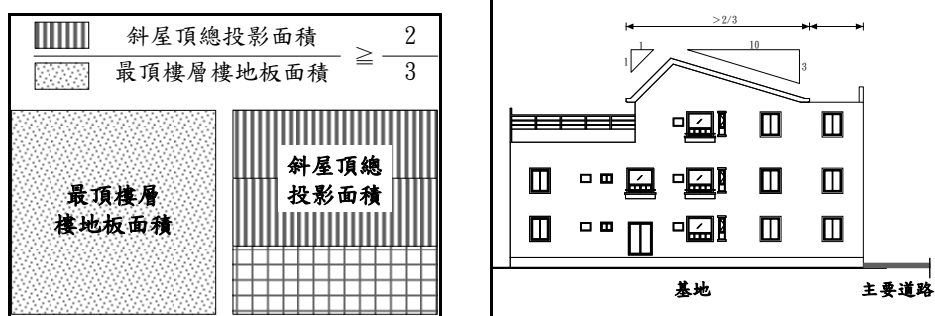 斜屋頂總投影面積
最頂樓層樓地板面積
≧
2
3
最頂樓層
樓地板面積
斜屋頂總
投影面積
>2/3
1
1
10
3
基地
主要道路